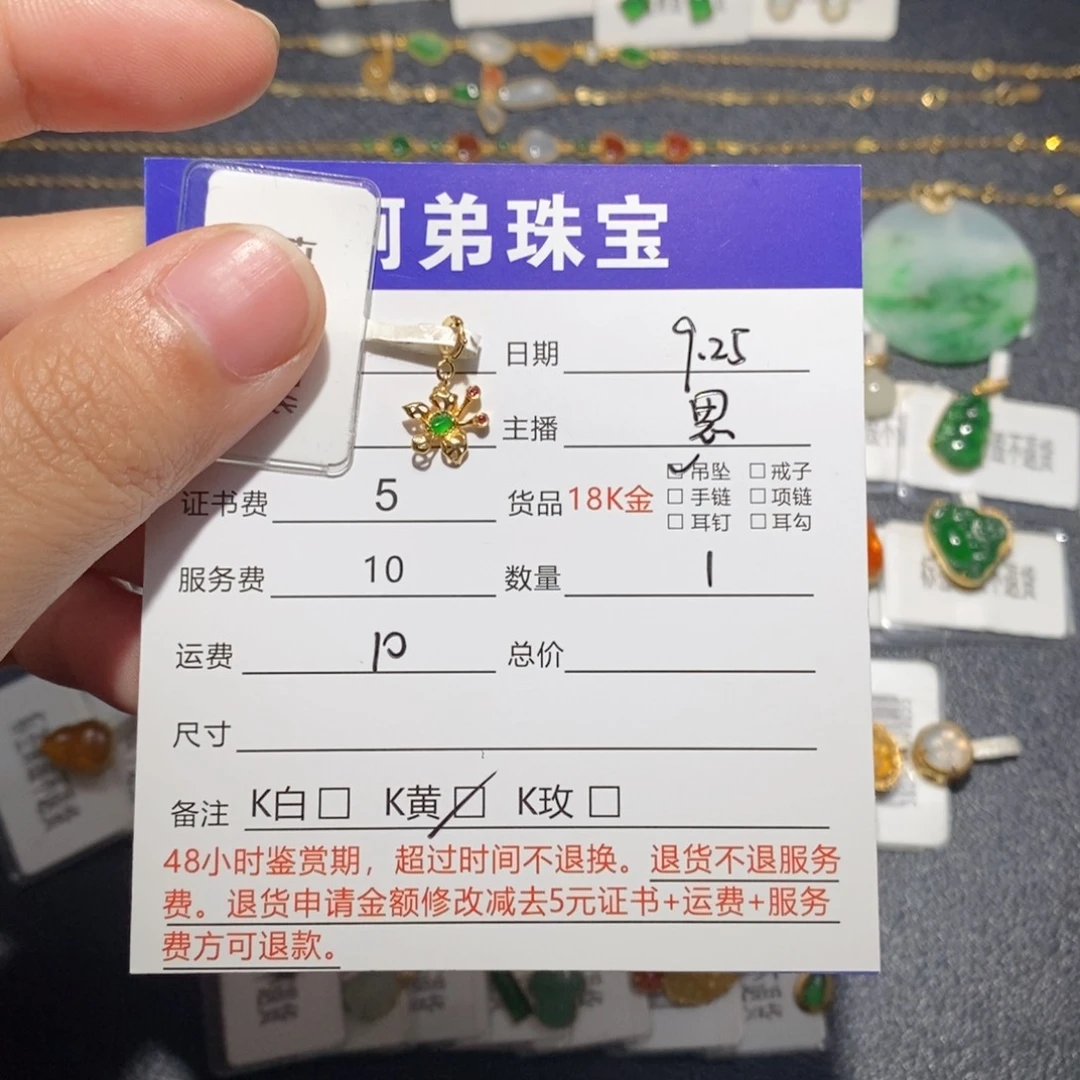 弟珠宝
日期 9.25
主播
证书费 5 货品 18K金 吊坠 戒子
手链 项链
耳钉 耳勾
服务费 10 数量 1
运费 10 总价
尺寸
备注 K白 K黄 K玫
48小时鉴赏期，超过时间不退换。退货不退服务
费。退货申请金额修改减去5元证书+运费+服务
费方可退款。